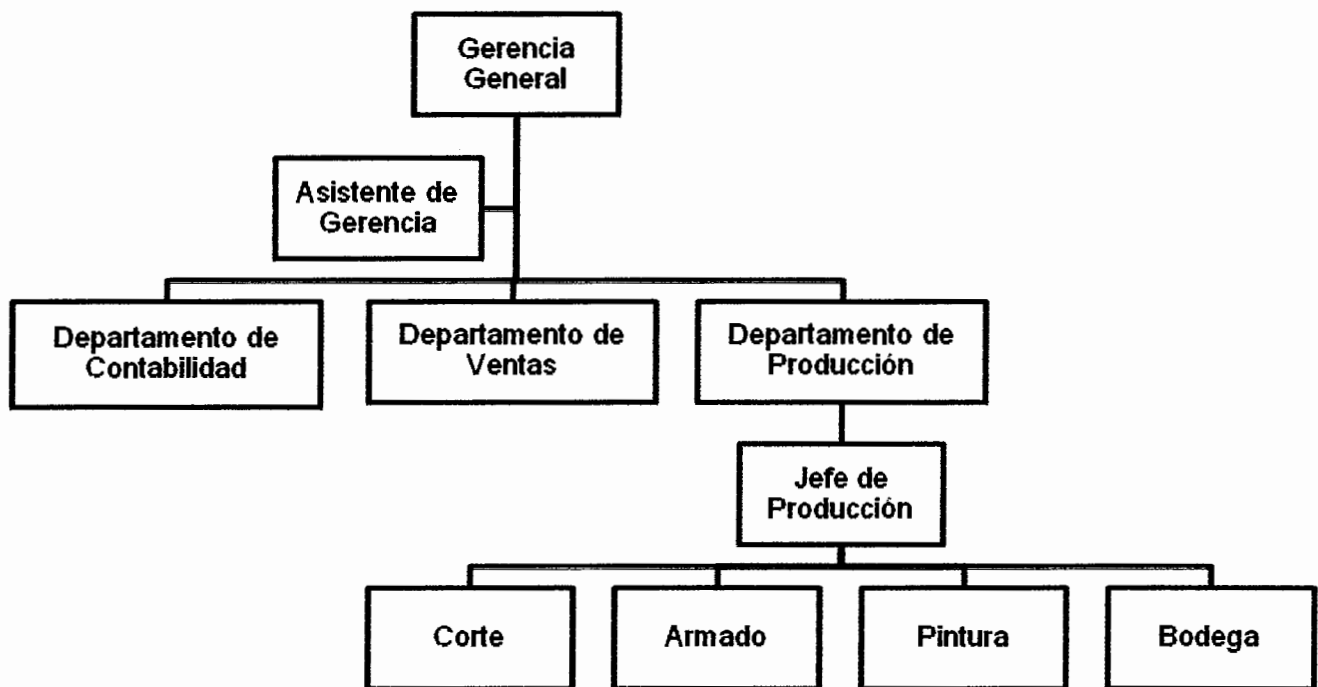 Gerencia
General
Asistente de
Gerencia
Departamento de
Contabilidad
Departamento de
Ventas
Departamento de
Producción
Jefe de
Producción
Corte
Armado
Pintura
Bodega